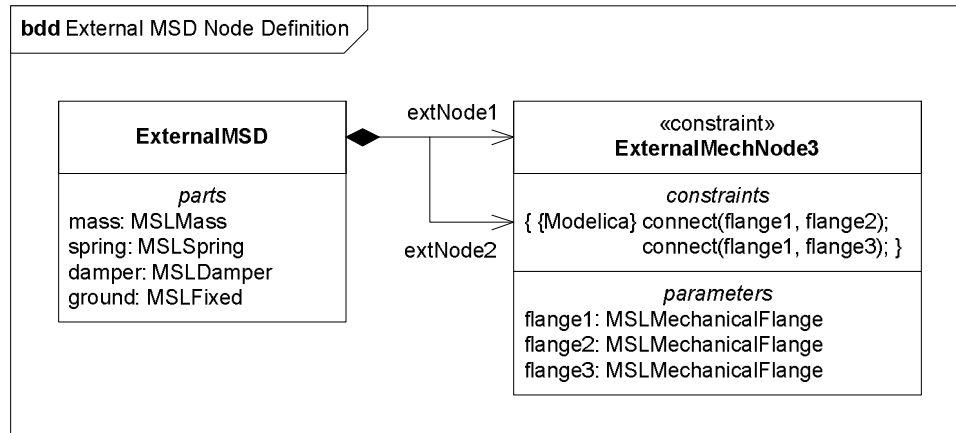 bdd External MSD Node Definition
ExternalMSD
parts
mass: MSLMass
spring: MSLSpring
damper: MSLDamper
ground: MSLFixed
extNode1
extNode2
«constraint»
ExternalMechNode3
constraints
{ {Modelica} connect(flange1, flange2);
connect(flange1, flange3); }
parameters
flange1: MSLMechanicalFlange
flange2: MSLMechanicalFlange
flange3: MSLMechanicalFlange